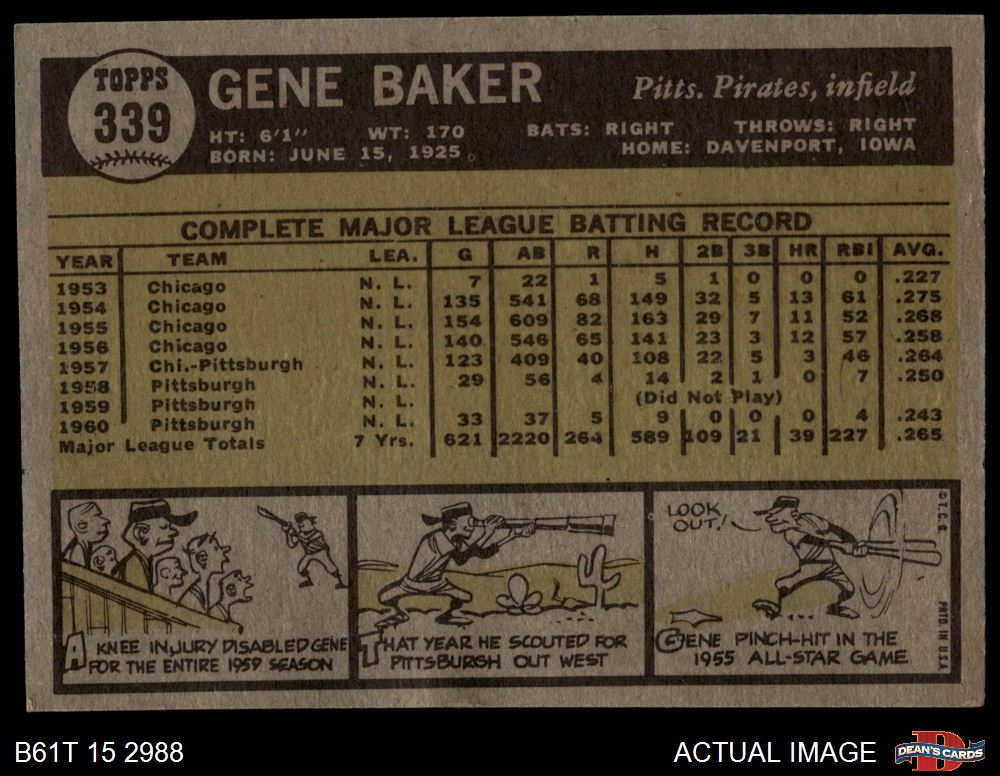 TOPPS
339
GENE BAKER
Pitts. Pirates, infield
HT: 6'1" WT: 170 BATS: RIGHT THROWS: RIGHT
BORN: JUNE 15, 1925 HOME: DAVENPORT, IOWA
COMPLETE MAJOR LEAGUE BATTING RECORD
YEAR TEAM LEA. G AB R H 2B 3B HR RBI AVG.
1953 Chicago N. L. 7 22 1 5 1 0 0 0 .227
1954 Chicago N. L. 135 541 68 149 32 5 13 61 .275
1955 Chicago N. L. 154 609 82 163 29 7 11 52 .268
1956 Chicago N. L. 140 546 65 141 23 3 12 57 .258
1957 Chi.-Pittsburgh N. L. 123 409 40 108 22 5 3 46 .264
1958 Pittsburgh N. L. 29 56 4 14 2 1 0 7 .250
1959 Pittsburgh N. L. (Did Not Play)
1960 Pittsburgh N. L. 33 37 5 9 0 0 0 4 .243
Major League Totals 7 Yrs. 621 2220 264 589 109 21 39 227 .265
A KNEE INJURY DISABLED GENE
FOR THE ENTIRE 1959 SEASON
THAT YEAR HE SCOUTED FOR
PITTSBURGH OUT WEST
LOOK
OUT!
GENE PINCH-HIT IN THE
1955 ALL-STAR GAME
© T.C.G. PRTD. IN U.S.A.
B61T 15 2988
ACTUAL IMAGE
D
DEAN'S CARDS